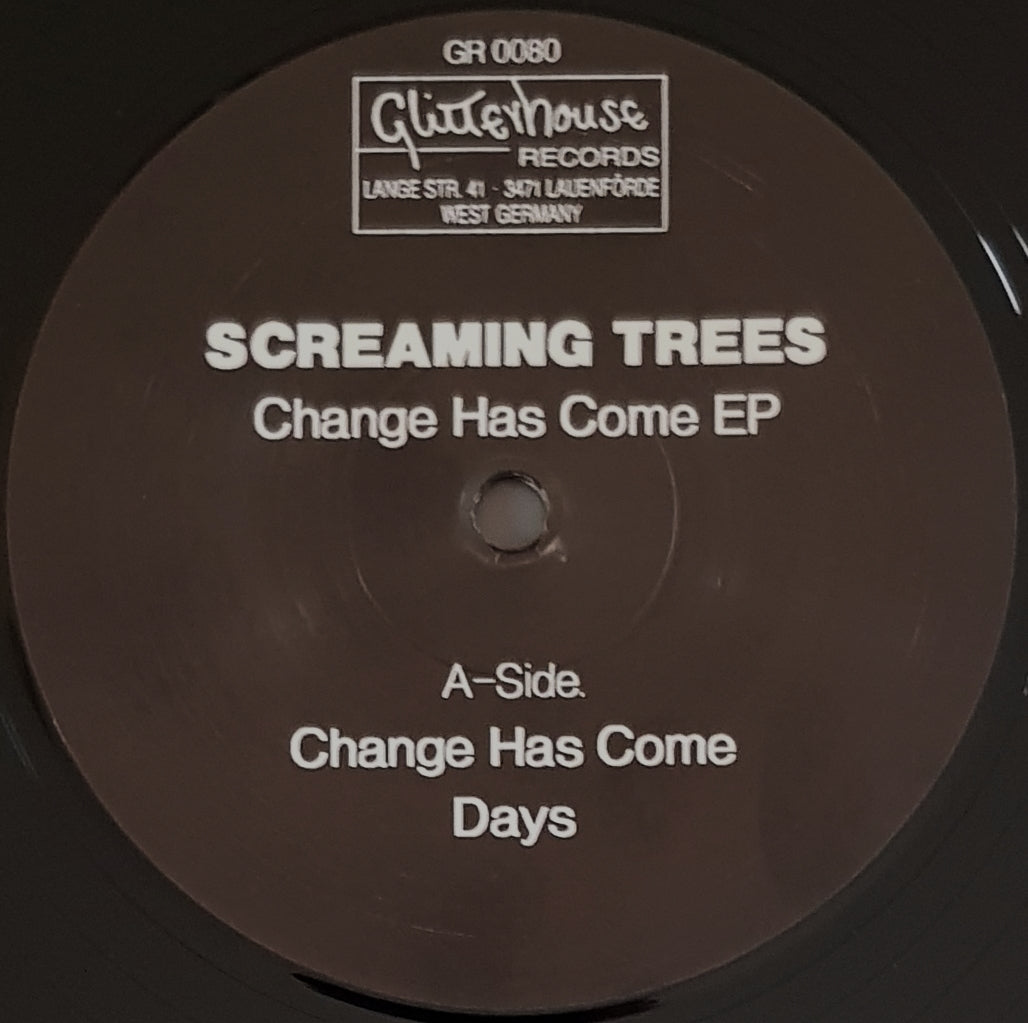 GR 0080
Glitterhouse
RECORDS
LANGE STR. 41 - 3471 LAUENFÖRDE
WEST GERMANY
SCREAMING TREES
Change Has Come EP
A-Side.
Change Has Come
Days